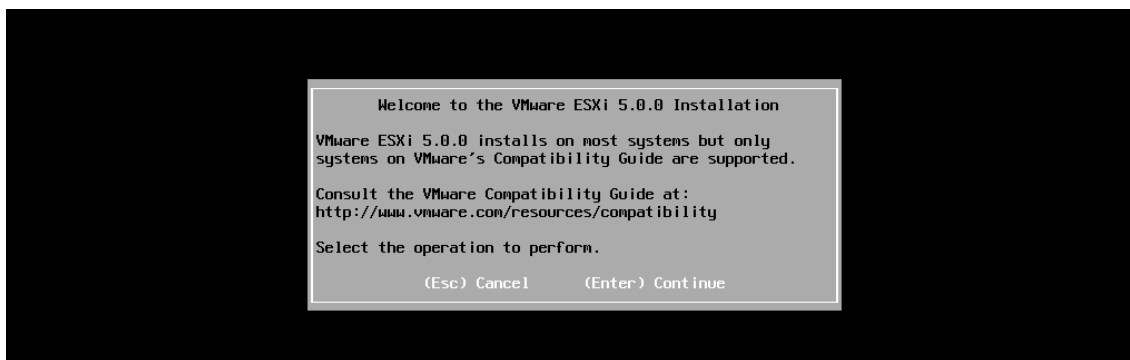 Welcome to the VMware ESXi 5.0.0 Installation
VMware ESXi 5.0.0 installs on most systems but only
systems on VMware's Compatibility Guide are supported.
Consult the VMware Compatibility Guide at:
http://www.vmware.com/resources/compatibility
Select the operation to perform.
(Esc) Cancel (Enter) Continue